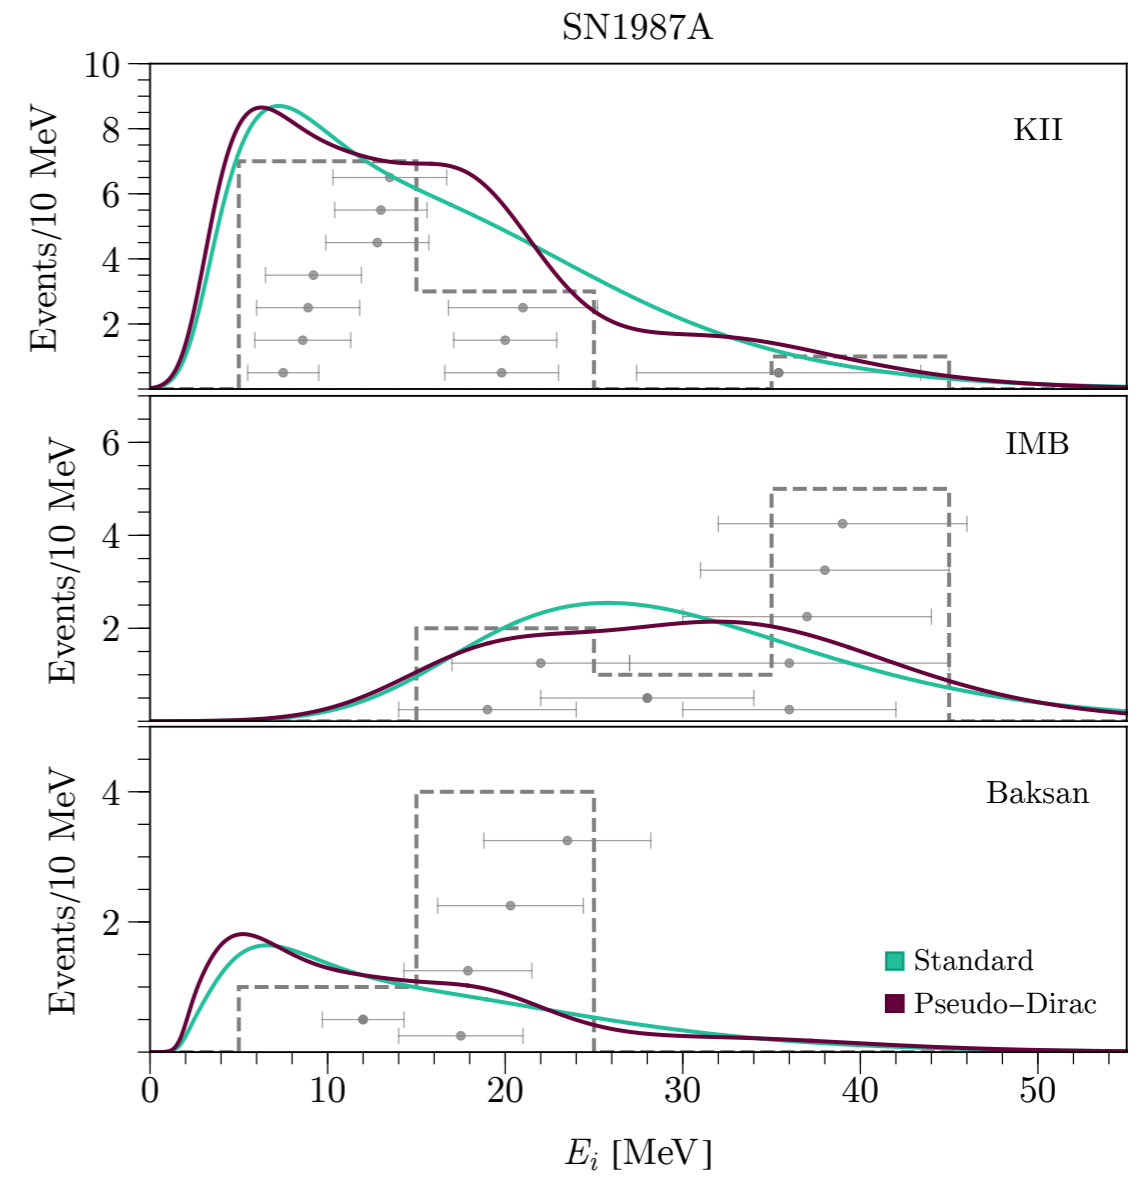 SN1987A
Events/10 MeV
10
8
6
4
2
KII
Events/10 MeV
6
4
2
IMB
Events/10 MeV
4
2
Baksan
Standard
Pseudo–Dirac
0 10 20 30 40 50
E_i [MeV]